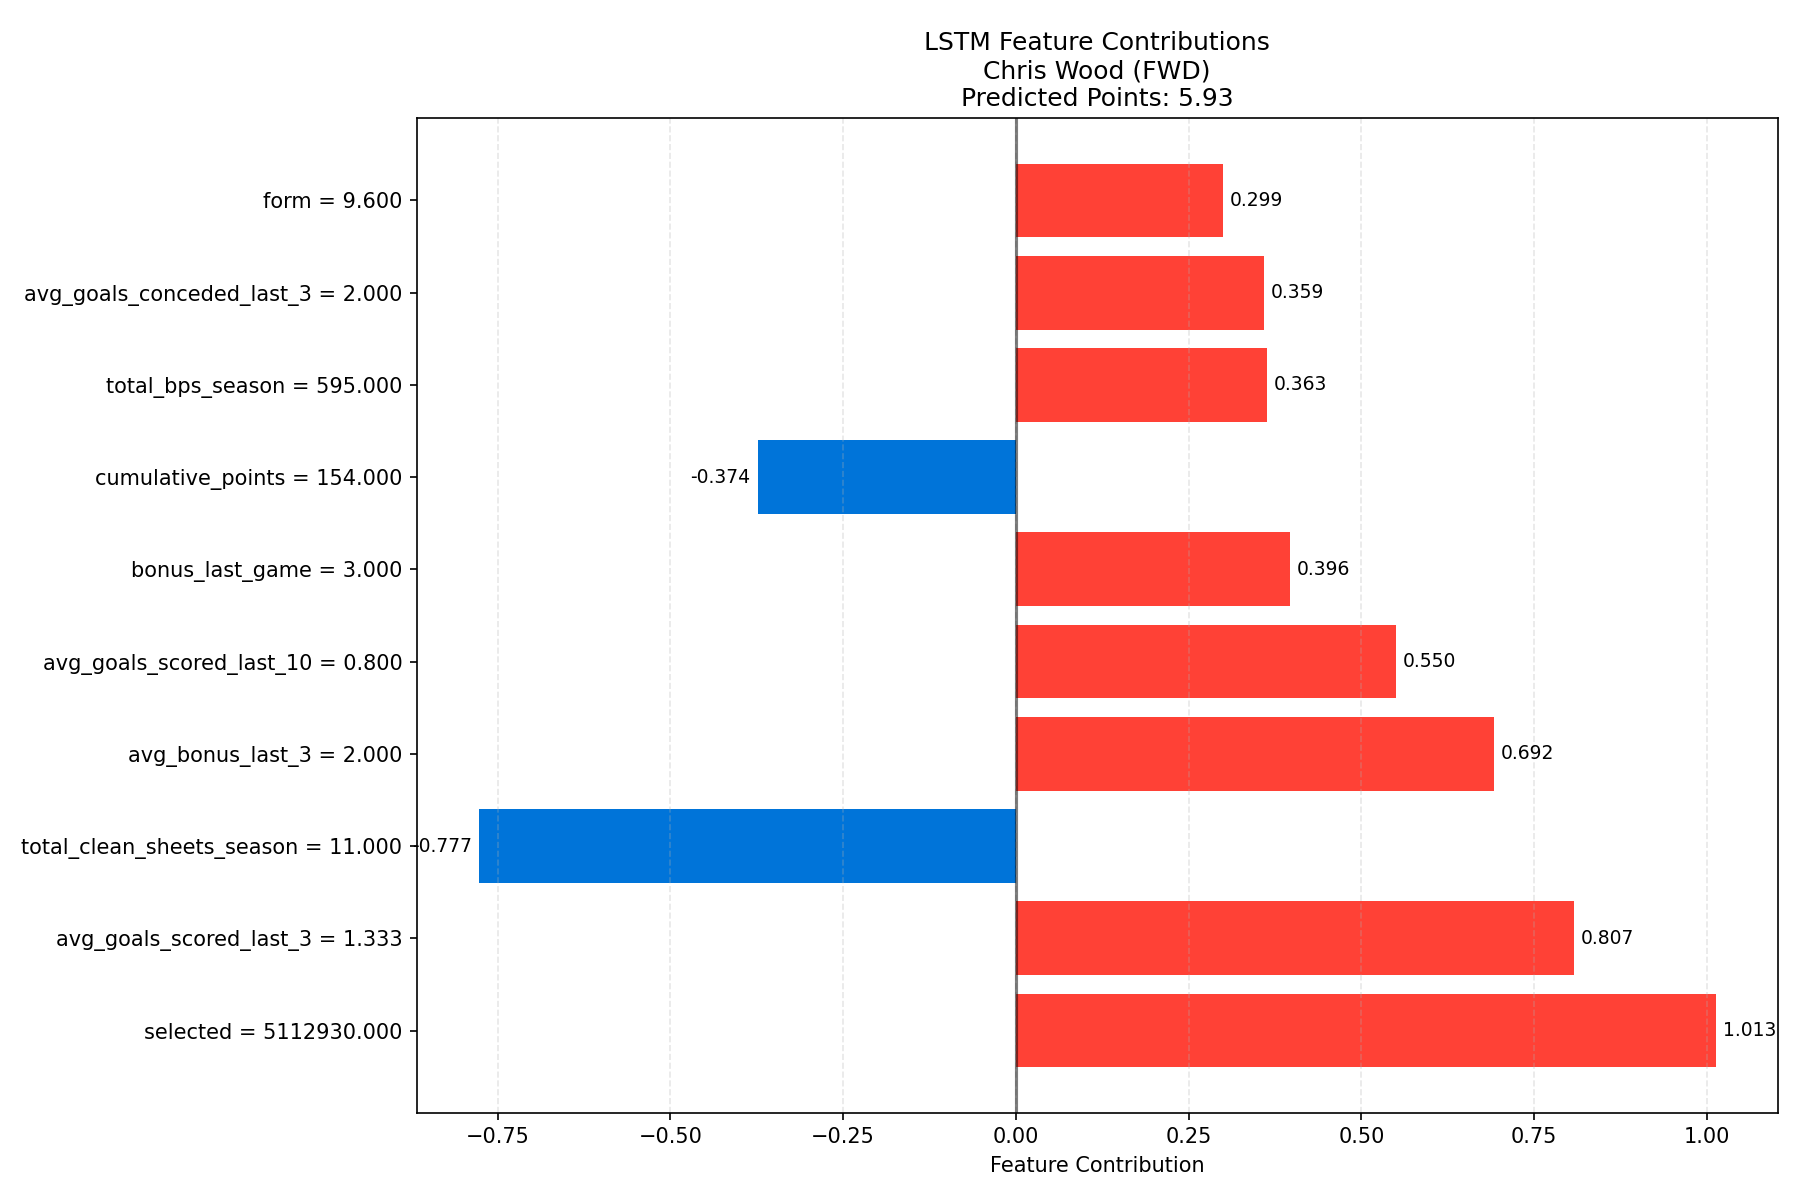 LSTM Feature Contributions
Chris Wood (FWD)
Predicted Points: 5.93
form = 9.600
0.299
avg_goals_conceded_last_3 = 2.000
0.359
total_bps_season = 595.000
0.363
cumulative_points = 154.000
-0.374
bonus_last_game = 3.000
0.396
avg_goals_scored_last_10 = 0.800
0.550
avg_bonus_last_3 = 2.000
0.692
total_clean_sheets_season = 11.000
0.777
avg_goals_scored_last_3 = 1.333
0.807
selected = 5112930.000
1.013
−0.75 −0.50 −0.25 0.00 0.25 0.50 0.75 1.00
Feature Contribution